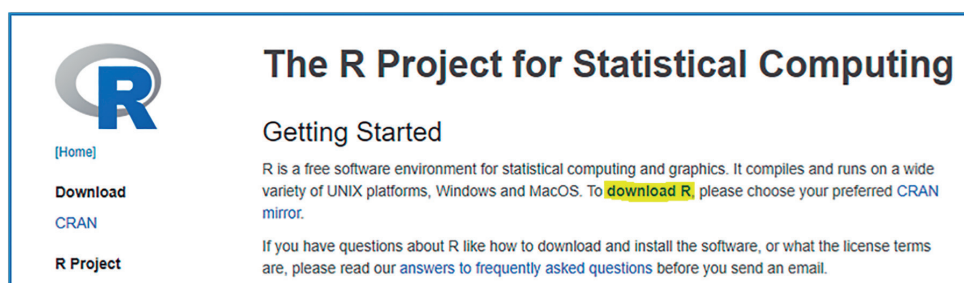 R
The R Project for Statistical Computing
[Home]
Download
CRAN
R Project
Getting Started
R is a free software environment for statistical computing and graphics. It compiles and runs on a wide
variety of UNIX platforms, Windows and MacOS. To download R, please choose your preferred CRAN
mirror.
If you have questions about R like how to download and install the software, or what the license terms
are, please read our answers to frequently asked questions before you send an email.